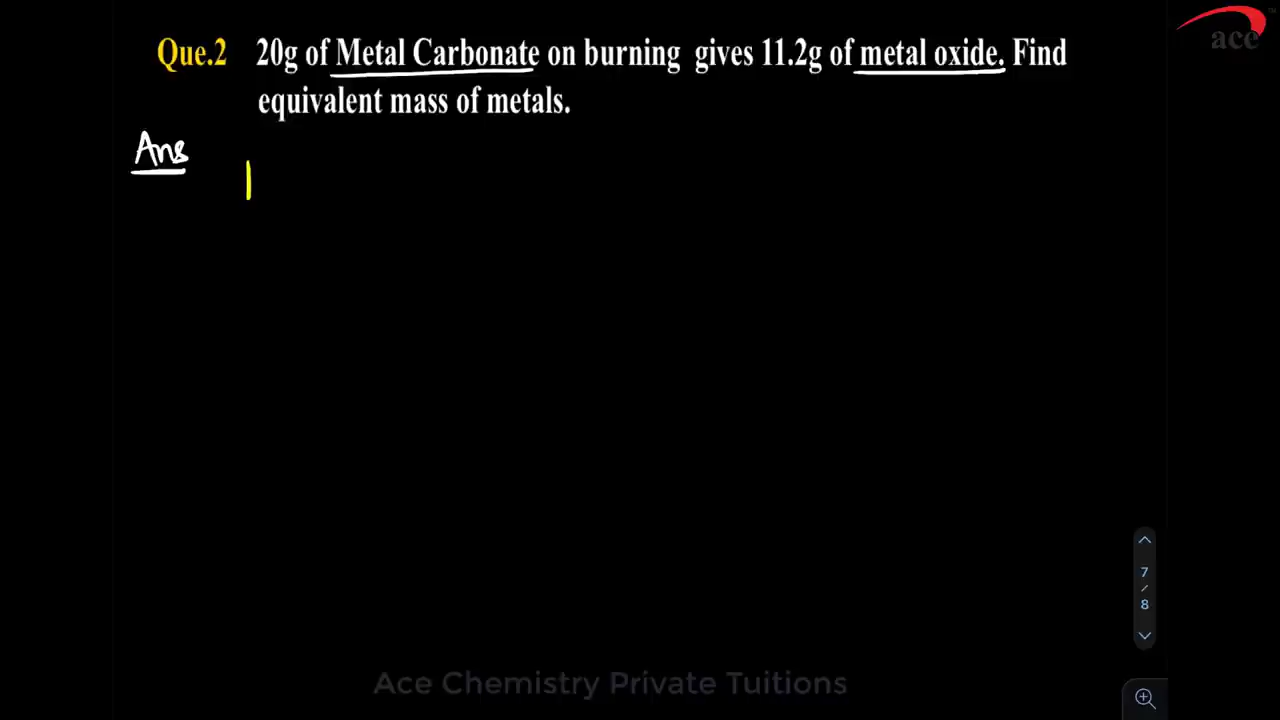 ace
Que.2 20g of Metal Carbonate on burning gives 11.2g of metal oxide. Find
equivalent mass of metals.
Ans
7
/
8
Ace Chemistry Private Tuitions